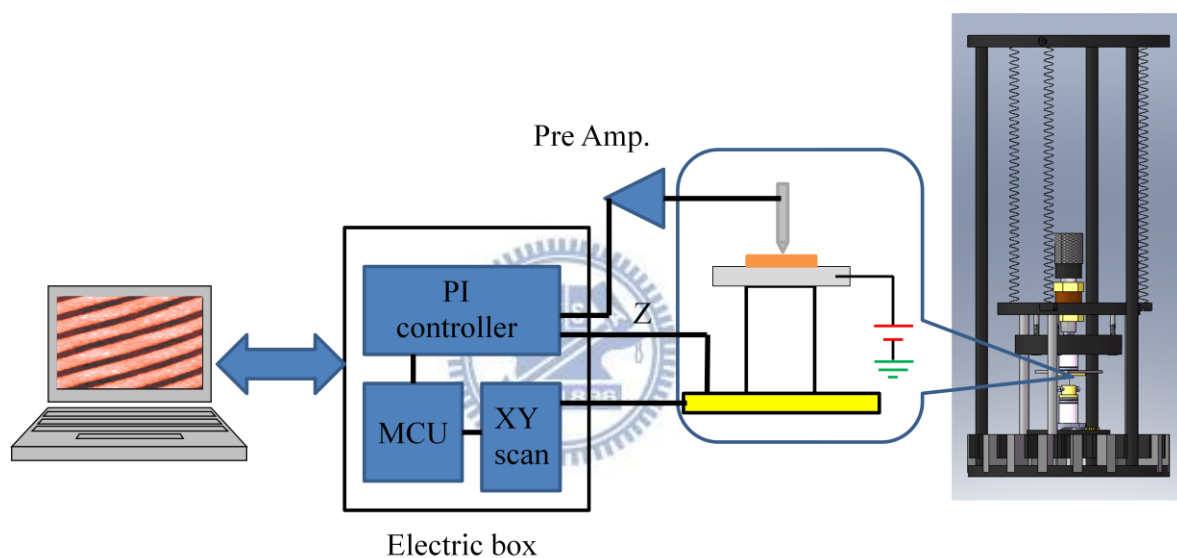 Pre Amp.
PI
controller
Z
MCU
XY
scan
Electric box